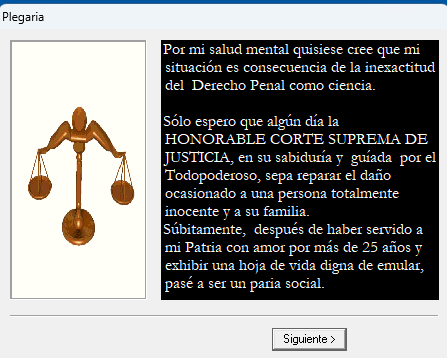 Plegaria
Por mi salud mental quisiese cree que mi
situación es consecuencia de la inexactitud
del Derecho Penal como ciencia.
Sólo espero que algún día la
HONORABLE CORTE SUPREMA DE
JUSTICIA, en su sabiduría y guíada por el
Todopoderoso, sepa reparar el daño
ocasionado a una persona totalmente
inocente y a su familia.
Súbitamente, después de haber servido a
mi Patria con amor por más de 25 años y
exhibir una hoja de vida digna de emular,
pasé a ser un paria social.
Siguiente >